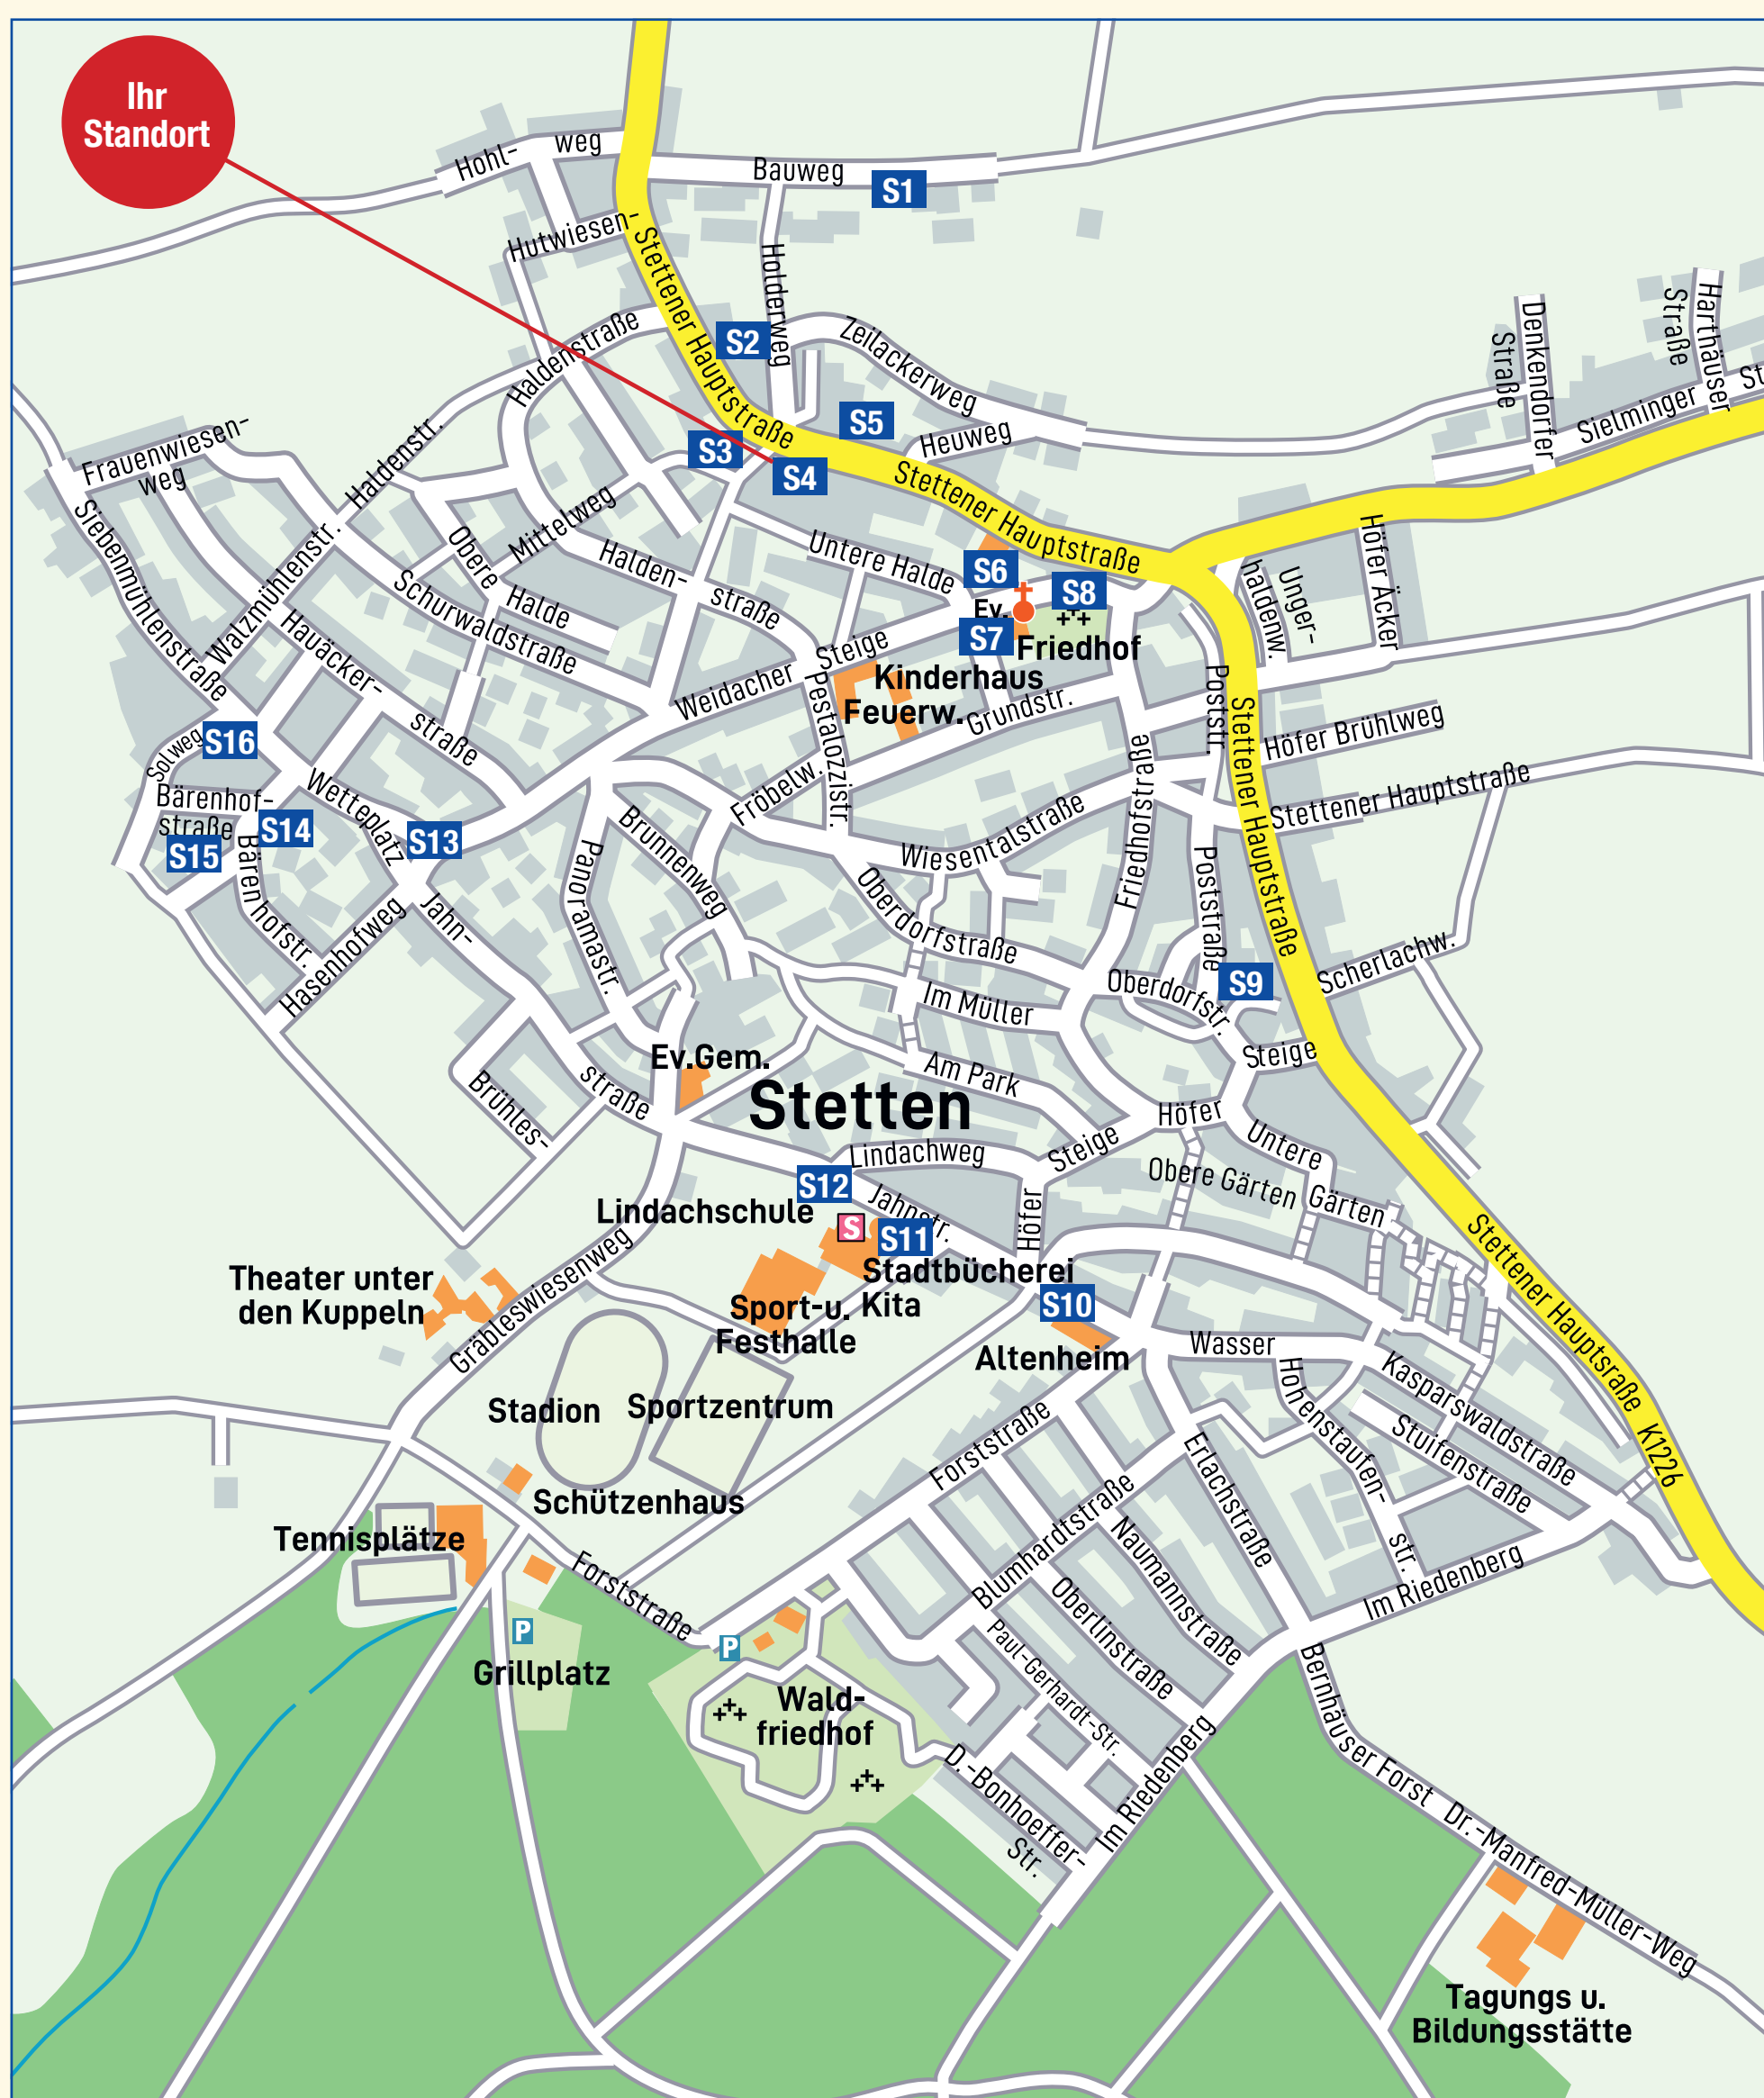 Ihr
Standort
Hohl-
weg
Bauweg
S1
Hutwiesen-
Stettener Hauptstraße
Holderweg
Haldenstraße
S2
Zeilackerweg
Harthäuser
Straße
Denkendorfer
Straße
Sielminger
St
S5
Heuweg
S3
S4
Frauenwiesen-
weg
Haldenstr.
Siebenmühlenstraße
Walzmühlenstr.
Obere
Halde
Mittelweg
Halden-
straße
Untere Halde
Stettener Hauptstraße
S6
S8
Ev.
S7
Friedhof
Unger-
haldenw.
Höfer Äcker
Schurwaldstraße
Hauäcker-
straße
Weidacher
Steige
Kinderhaus
Feuerw.
Grundstr.
Pestalozzistr.
Poststr.
Stettener Hauptstraße
Höfer Brühlweg
Stettener Hauptstraße
S16
Solweg
Bärenhof-
straße
S14
S15
Wetteplatz
S13
Bären
hofstr.
Hasenhofweg
Jahn-
straße
Panoramastr.
Brunnenweg
Fröbelw.
Wiesentalstraße
Friedhofstraße
Poststraße
Oberdorfstraße
Oberdorfstr.
S9
Scherlachw.
Im Müller
Am Park
Steige
Ev.Gem.
Stetten
Brühles-
Höfer
Untere
Gärten
Obere Gärten
Lindachweg
Steige
Höfer
S12
Jahnstr.
Lindachschule
S
S11
Stadtbücherei
Kita
Sport-u.
Festhalle
S10
Altenheim
Theater unter
den Kuppeln
Gräbleswiesenweg
Stadion
Sportzentrum
Wasser
Stettener Hauptsraße
K1226
Kasparswaldstraße
Stuifenstraße
Hohenstaufen-
str.
Forststraße
Erlachstraße
Schützenhaus
Tennisplätze
Blumhardtstraße
Naumannstraße
Oberlinstraße
Paul-Gerhardt-Str.
Im Riedenberg
Forststraße
P
P
Grillplatz
Wald-
friedhof
D.-Bonhoeffer-
Str.
Im Riedenberg
Bernhäuser Forst
Dr.-Manfred-Müller-Weg
Tagungs u.
Bildungsstätte